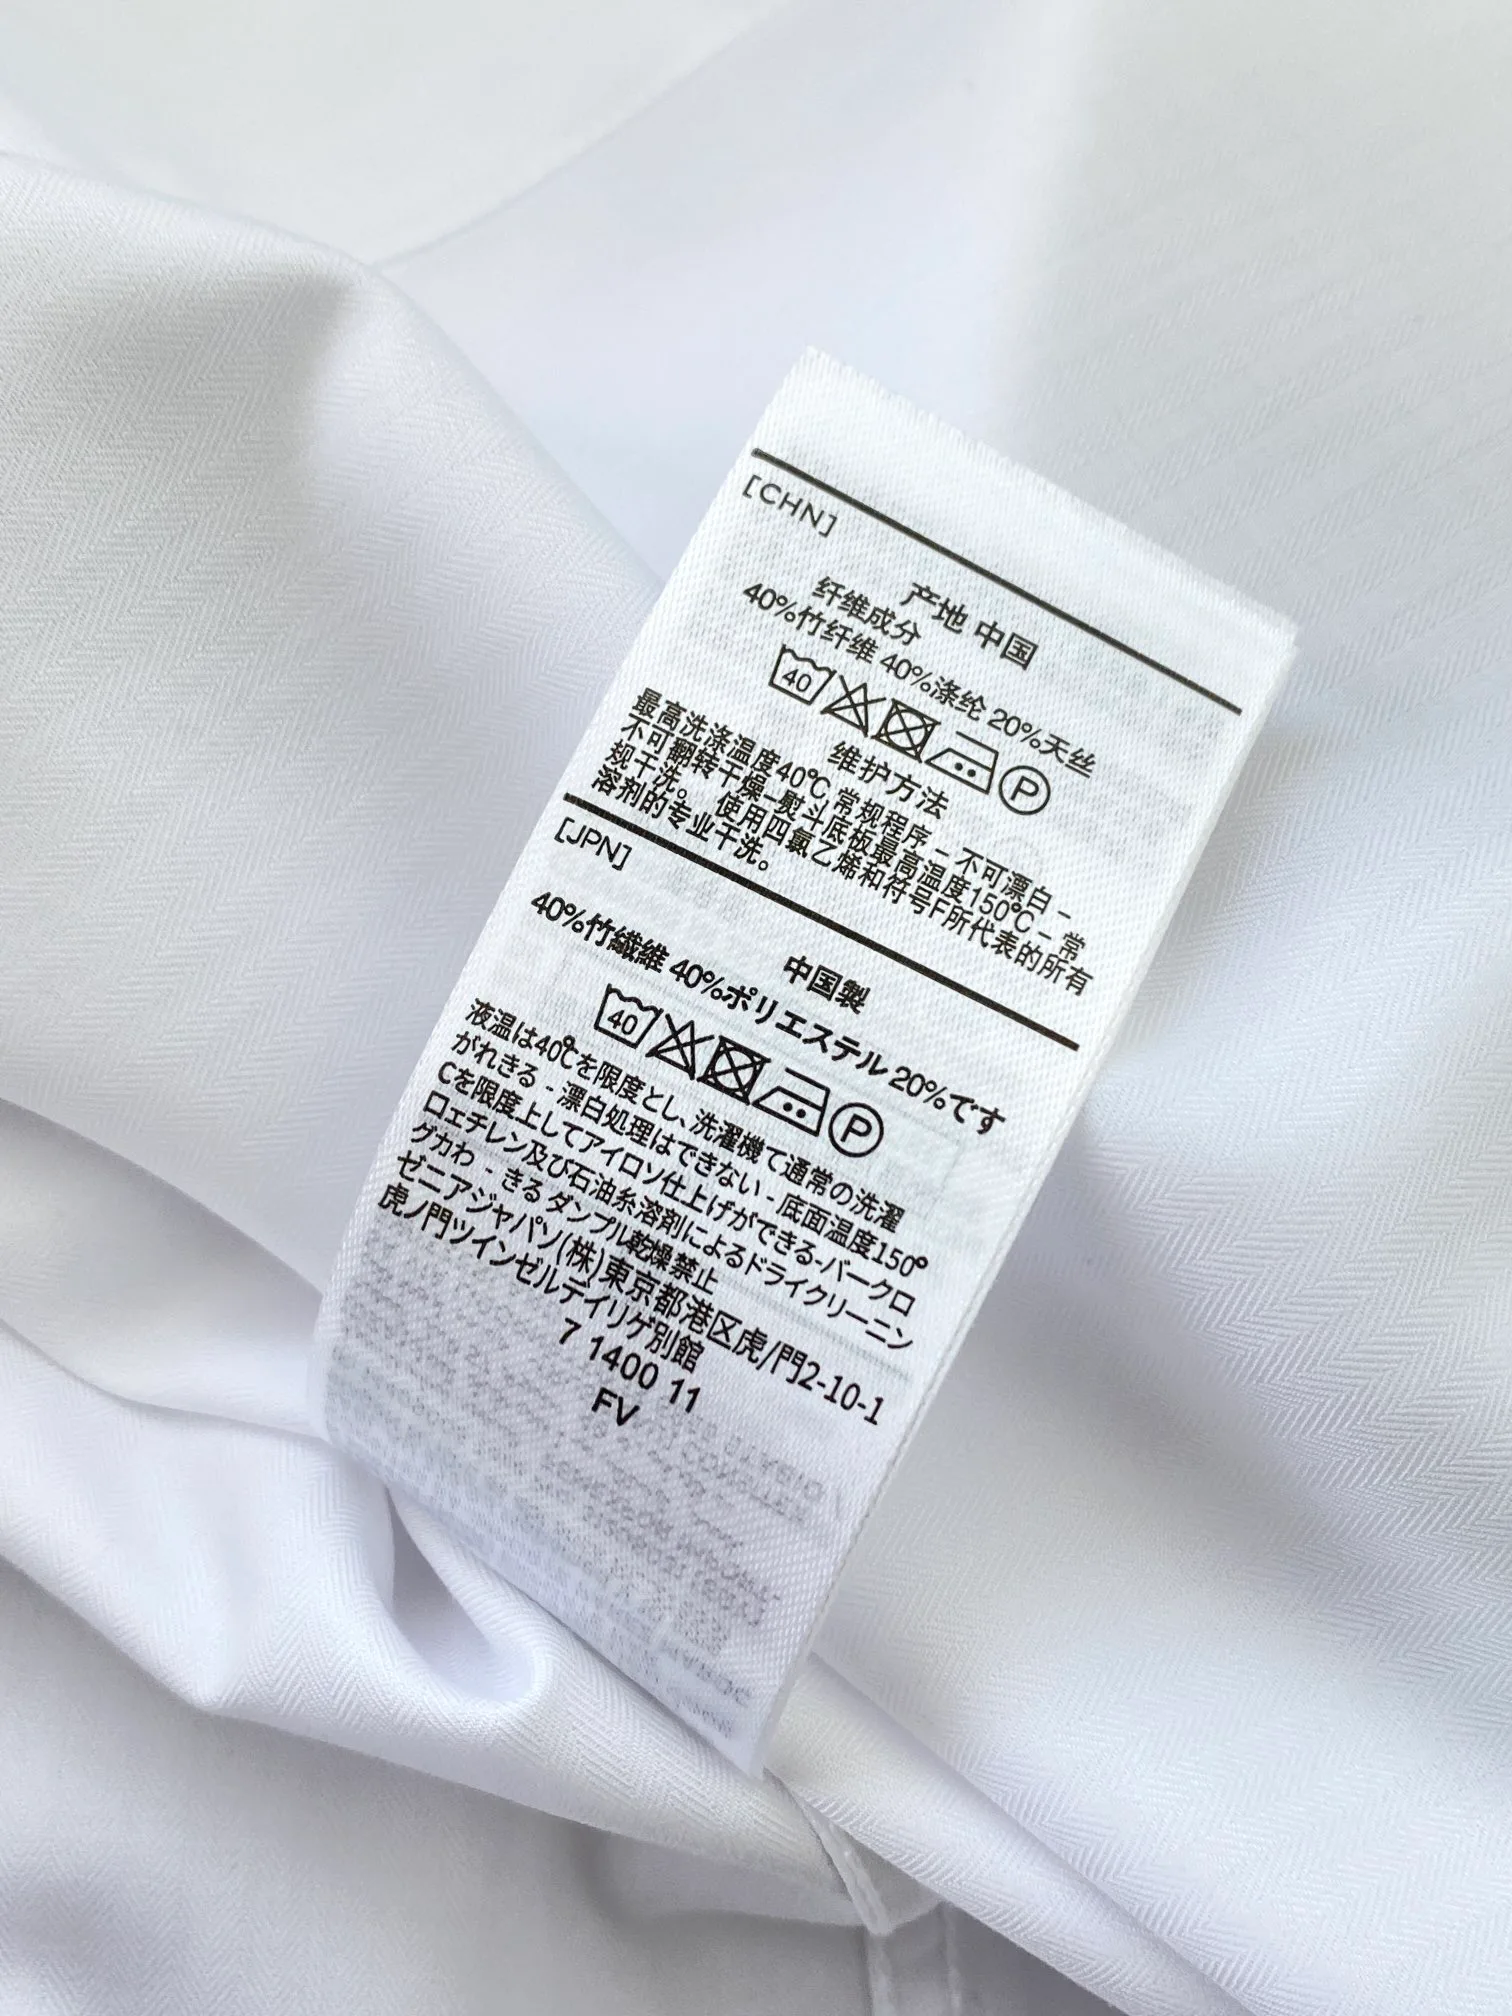 [CHN]
产地 中国
纤维成分
40%竹纤维 40%涤纶 20%天丝
40
P
维护方法
最高洗涤温度40℃ 常规程序 – 不可漂白 –
不可翻转干燥–熨斗底板最高温度150℃ – 常
规干洗。 使用四氯乙烯和符号F所代表的所有
溶剂的专业干洗。
[JPN]
中国製
40%竹繊維 40%ポリエステル 20%です
40
P
液温は40℃を限度とし、洗濯機て通常の洗濯
がれきる - 漂白処理はできない - 底面温度150°
Cを限度上してアイロソ仕上げができる-バークロ
ロェチレン及び石油糸溶剤によるドライクリーニン
グカわ - きる ダンプル乾燥禁止
ゼニアジャパン(株)東京都港区虎ノ門2-10-1
虎ノ門ツインゼルテイリゲ別館
7 1400 11
FV